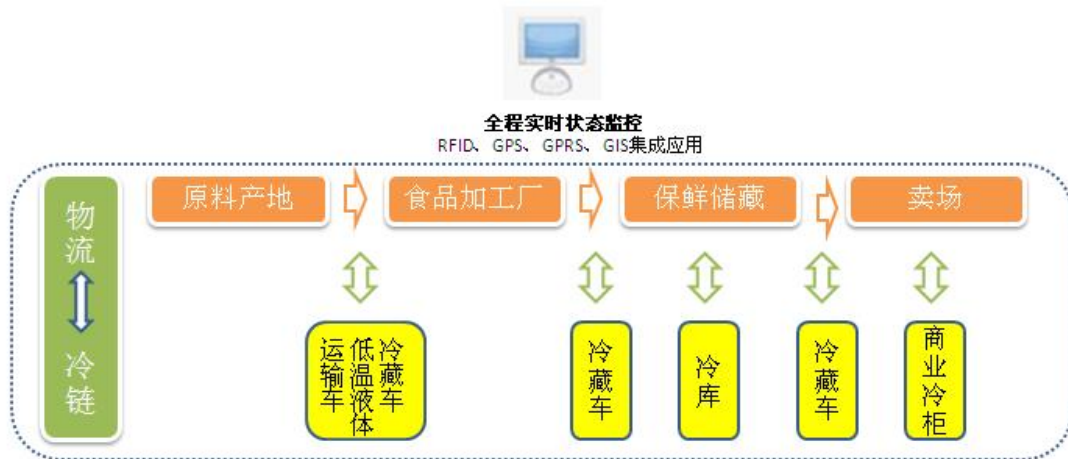 全程实时状态监控
RFID、GPS、GPRS、GIS集成应用
物流
冷链
原料产地
食品加工厂
保鲜储藏
卖场
冷藏车
低温液体
运输车
冷藏车
冷库
冷藏车
商业冷柜